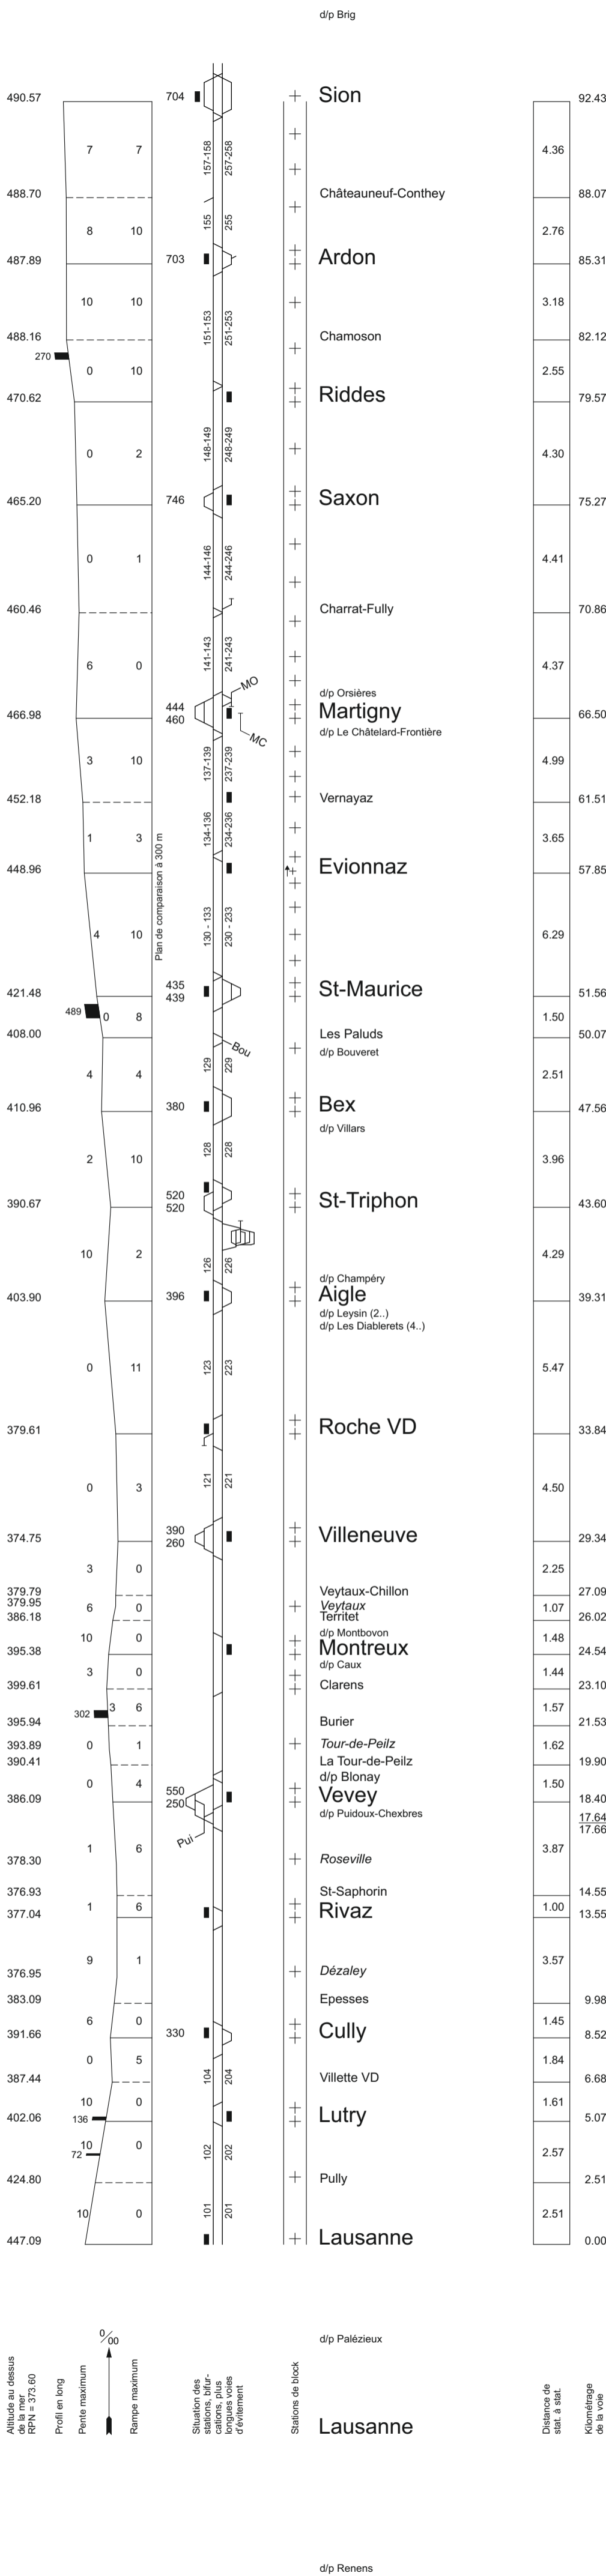 d/p Brig
490.57 704 Sion 92.43
7 7 157-158 257-258 4.36
488.70 Châteauneuf-Conthey 88.07
8 10 155 255 2.76
487.89 703 Ardon 85.31
10 10 151-153 251-253 3.18
488.16 Chamoson 82.12
270
0 10 2.55
470.62 Riddes 79.57
0 2 148-149 248-249 4.30
465.20 746 Saxon 75.27
0 1 144-146 244-246 4.41
460.46 Charrat-Fully 70.86
6 0 141-143 241-243 4.37
MO
d/p Orsières
444
466.98 460 Martigny 66.50
d/p Le Châtelard-Frontière
MC
3 10 137-139 237-239 4.99
452.18 Vernayaz 61.51
1 3 134-136 234-236 3.65
Plan de comparaison à 300 m
448.96 Evionnaz 57.85
4 10 130 - 133 230 - 233 6.29
435
421.48 439 St-Maurice 51.56
489 0 8 1.50
408.00 Les Paluds 50.07
Bou
d/p Bouveret
4 4 129 229 2.51
410.96 380 Bex 47.56
d/p Villars
2 10 128 228 3.96
520
390.67 520 St-Triphon 43.60
10 2 126 226 4.29
d/p Champéry
403.90 396 Aigle 39.31
d/p Leysin (2..)
d/p Les Diablerets (4..)
0 11 123 223 5.47
379.61 Roche VD 33.84
0 3 121 221 4.50
390
374.75 260 Villeneuve 29.34
3 0 2.25
379.79 Veytaux-Chillon 27.09
379.95 Veytaux
6 0 1.07
386.18 Territet 26.02
d/p Montbovon
10 0 1.48
395.38 Montreux 24.54
d/p Caux
3 0 1.44
399.61 Clarens 23.10
302 3 6 1.57
395.94 Burier 21.53
393.89 0 1 Tour-de-Peilz 1.62
390.41 La Tour-de-Peilz 19.90
d/p Blonay
0 4 1.50
550
386.09 250 Vevey 18.40
d/p Puidoux-Chexbres
17.64
17.66
Pui
1 6 3.87
378.30 Roseville
376.93 St-Saphorin 14.55
1 6 1.00
377.04 Rivaz 13.55
9 1 3.57
376.95 Dézaley
383.09 Epesses 9.98
6 0 1.45
391.66 330 Cully 8.52
0 5 104 204 1.84
387.44 Villette VD 6.68
10 0 1.61
402.06 136 Lutry 5.07
10 0 102 202 2.57
72
424.80 Pully 2.51
10 0 101 201 2.51
447.09 Lausanne 0.00
0/00
d/p Palézieux
Altitude au dessus
de la mer
RPN = 373.60
Profil en long
Pente maximum
Rampe maximum
Situation des
stations, bifur-
cations, plus
longues voies
d'évitement
Stations de block
Lausanne
Distance de
stat. à stat.
Kilométrage
de la voie
d/p Renens